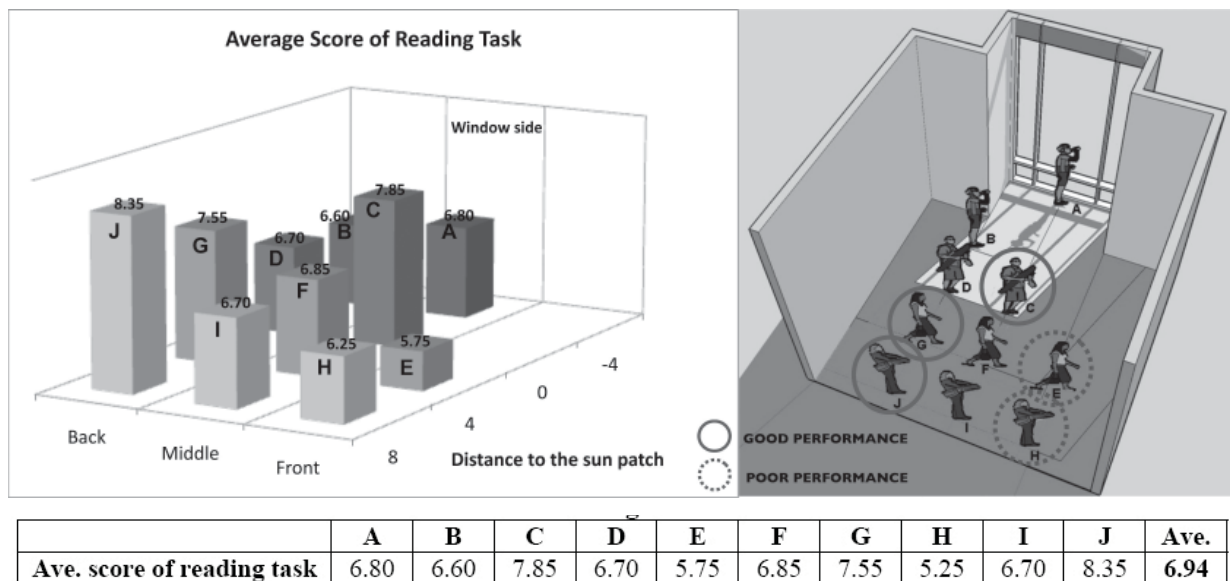 Average Score of Reading Task
Window side
8.35
J
7.55
G
6.70
D
6.60
B
7.85
C
6.80
A
6.85
F
6.70
I
6.25
H
5.75
E
-4
0
4
8
Back
Middle
Front
Distance to the sun patch
A
B
D
C
G
F
E
J
I
H
GOOD PERFORMANCE
POOR PERFORMANCE
A B C D E F G H I J Ave.
Ave. score of reading task 6.80 6.60 7.85 6.70 5.75 6.85 7.55 5.25 6.70 8.35 6.94